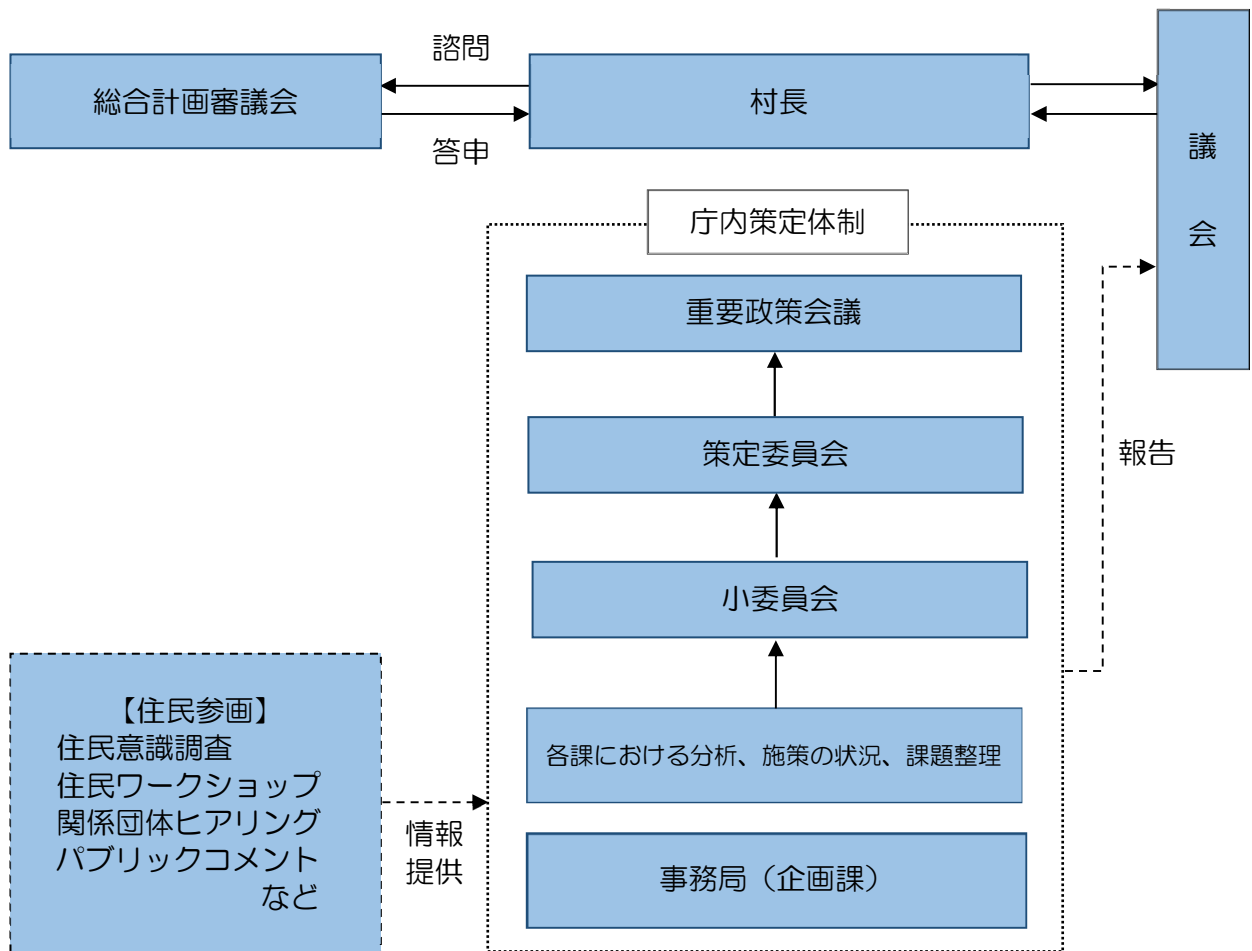 諮問
総合計画審議会
村長
答申
議
会
庁内策定体制
重要政策会議
策定委員会
報告
小委員会
各課における分析、施策の状況、課題整理
事務局（企画課）
【住民参画】
住民意識調査
住民ワークショップ
関係団体ヒアリング
パブリックコメント
など
情報
提供